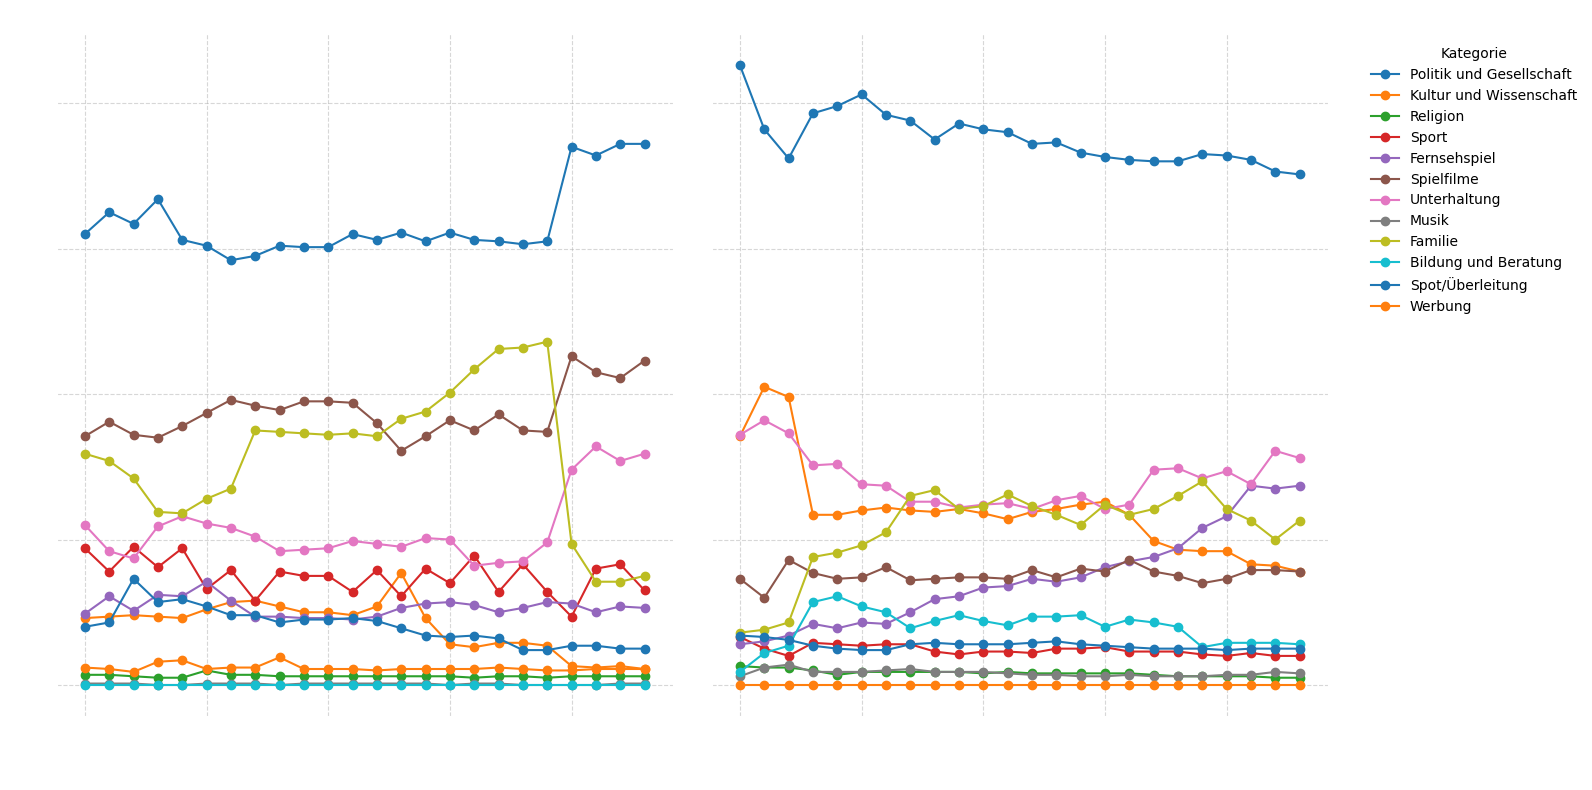 Kategorie
Politik und Gesellschaft
Kultur und Wissenschaft
Religion
Sport
Fernsehspiel
Spielfilme
Unterhaltung
Musik
Familie
Bildung und Beratung
Spot/Überleitung
Werbung